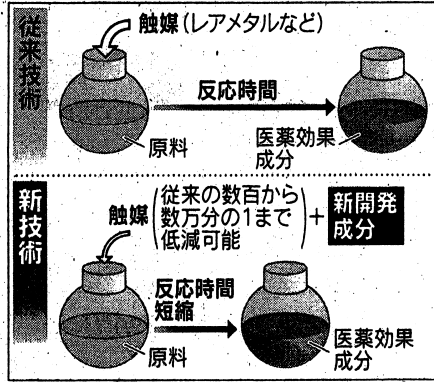 従来技術
触媒(レアメタルなど)
反応時間
原料
医薬効果
成分
新技術
触媒(従来の数百から
数万分の1まで
低減可能)
+
新開発
成分
反応時間
短縮
原料
医薬効果
成分